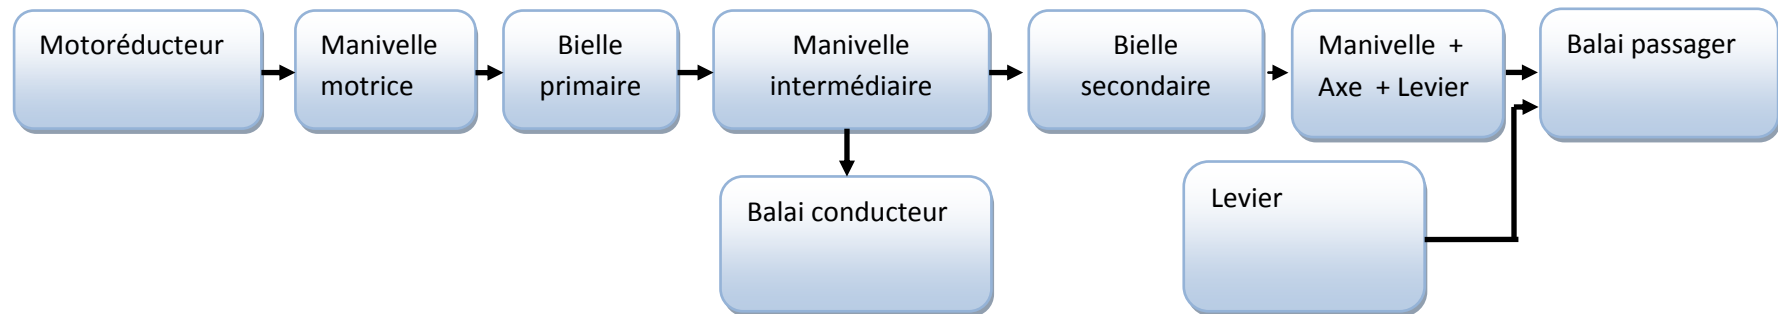 Motoréducteur
Manivelle
motrice
Bielle
primaire
Manivelle
intermédiaire
Bielle
secondaire
Manivelle +
Axe + Levier
Balai passager
Balai conducteur
Levier